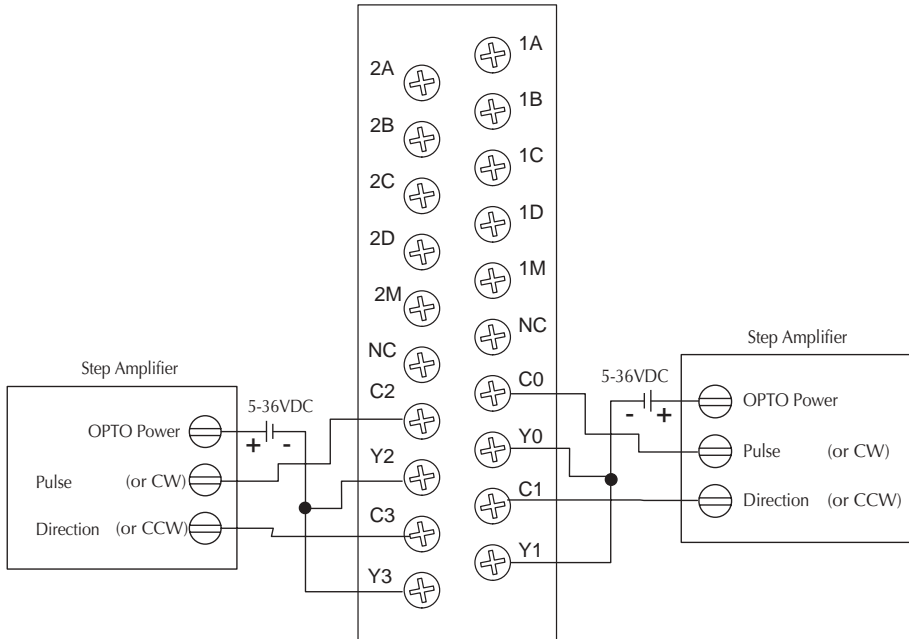 1A
2A
1B
2B
1C
2C
1D
2D
1M
2M
NC
NC
Step Amplifier
Step Amplifier
C0
C2
5-36VDC
5-36VDC
OPTO Power
+ -
- +
OPTO Power
Y0
Y2
Pulse (or CW)
Pulse (or CW)
C1
C3
Direction (or CCW)
Direction (or CCW)
Y1
Y3